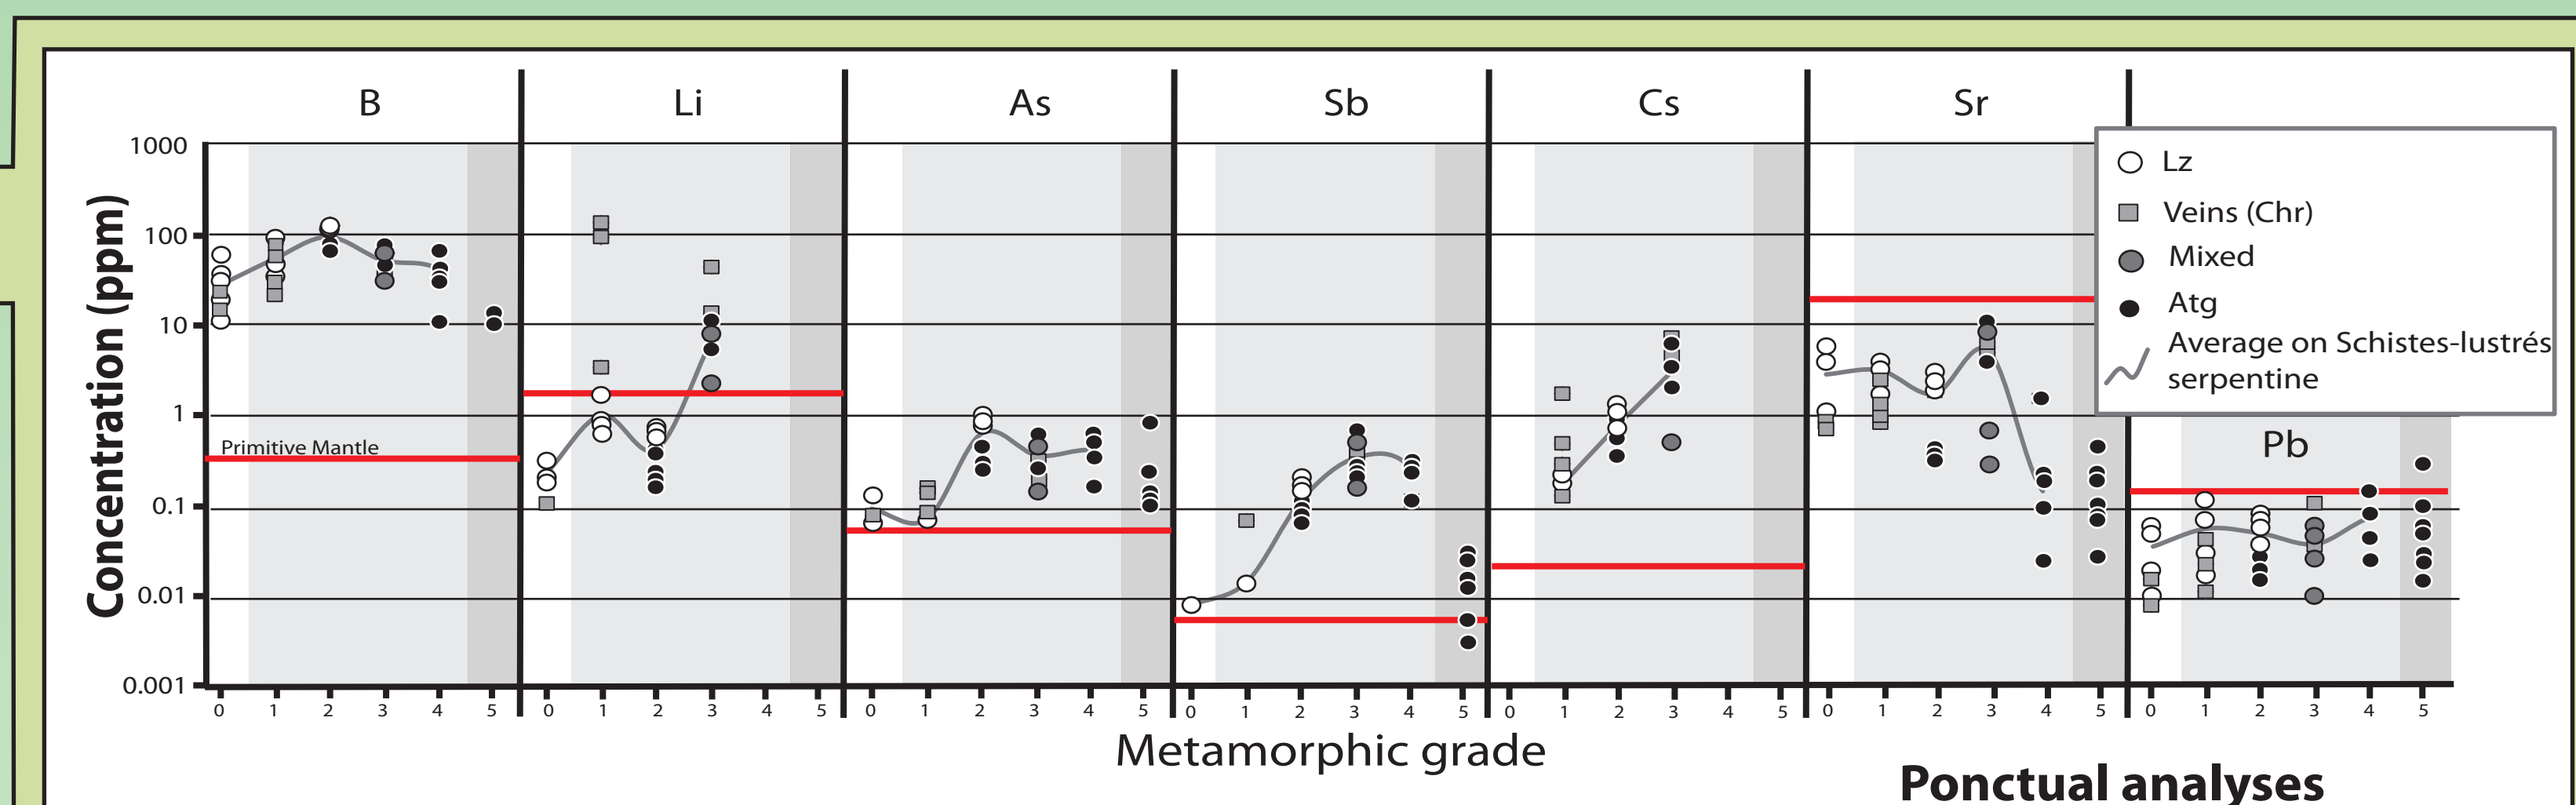 B Li As Sb Cs Sr
Lz
Veins (Chr)
Mixed
Atg
Average on Schistes-lustrés
serpentine
Pb
Concentration (ppm)
1000
100
10
1
0.1
0.01
0.001
Primitive Mantle
0 1 2 3 4 5 0 1 2 3 4 5 0 1 2 3 4 5 0 1 2 3 4 5 0 1 2 3 4 5 0 1 2 3 4 5 0 1 2 3 4 5
Metamorphic grade
Ponctual analyses